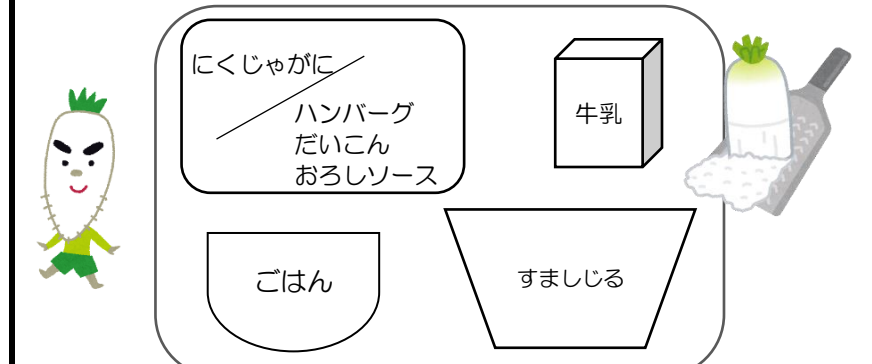 にくじゃがに
ハンバーグ
だいこん
おろしソース
牛乳
ごはん
すましじる